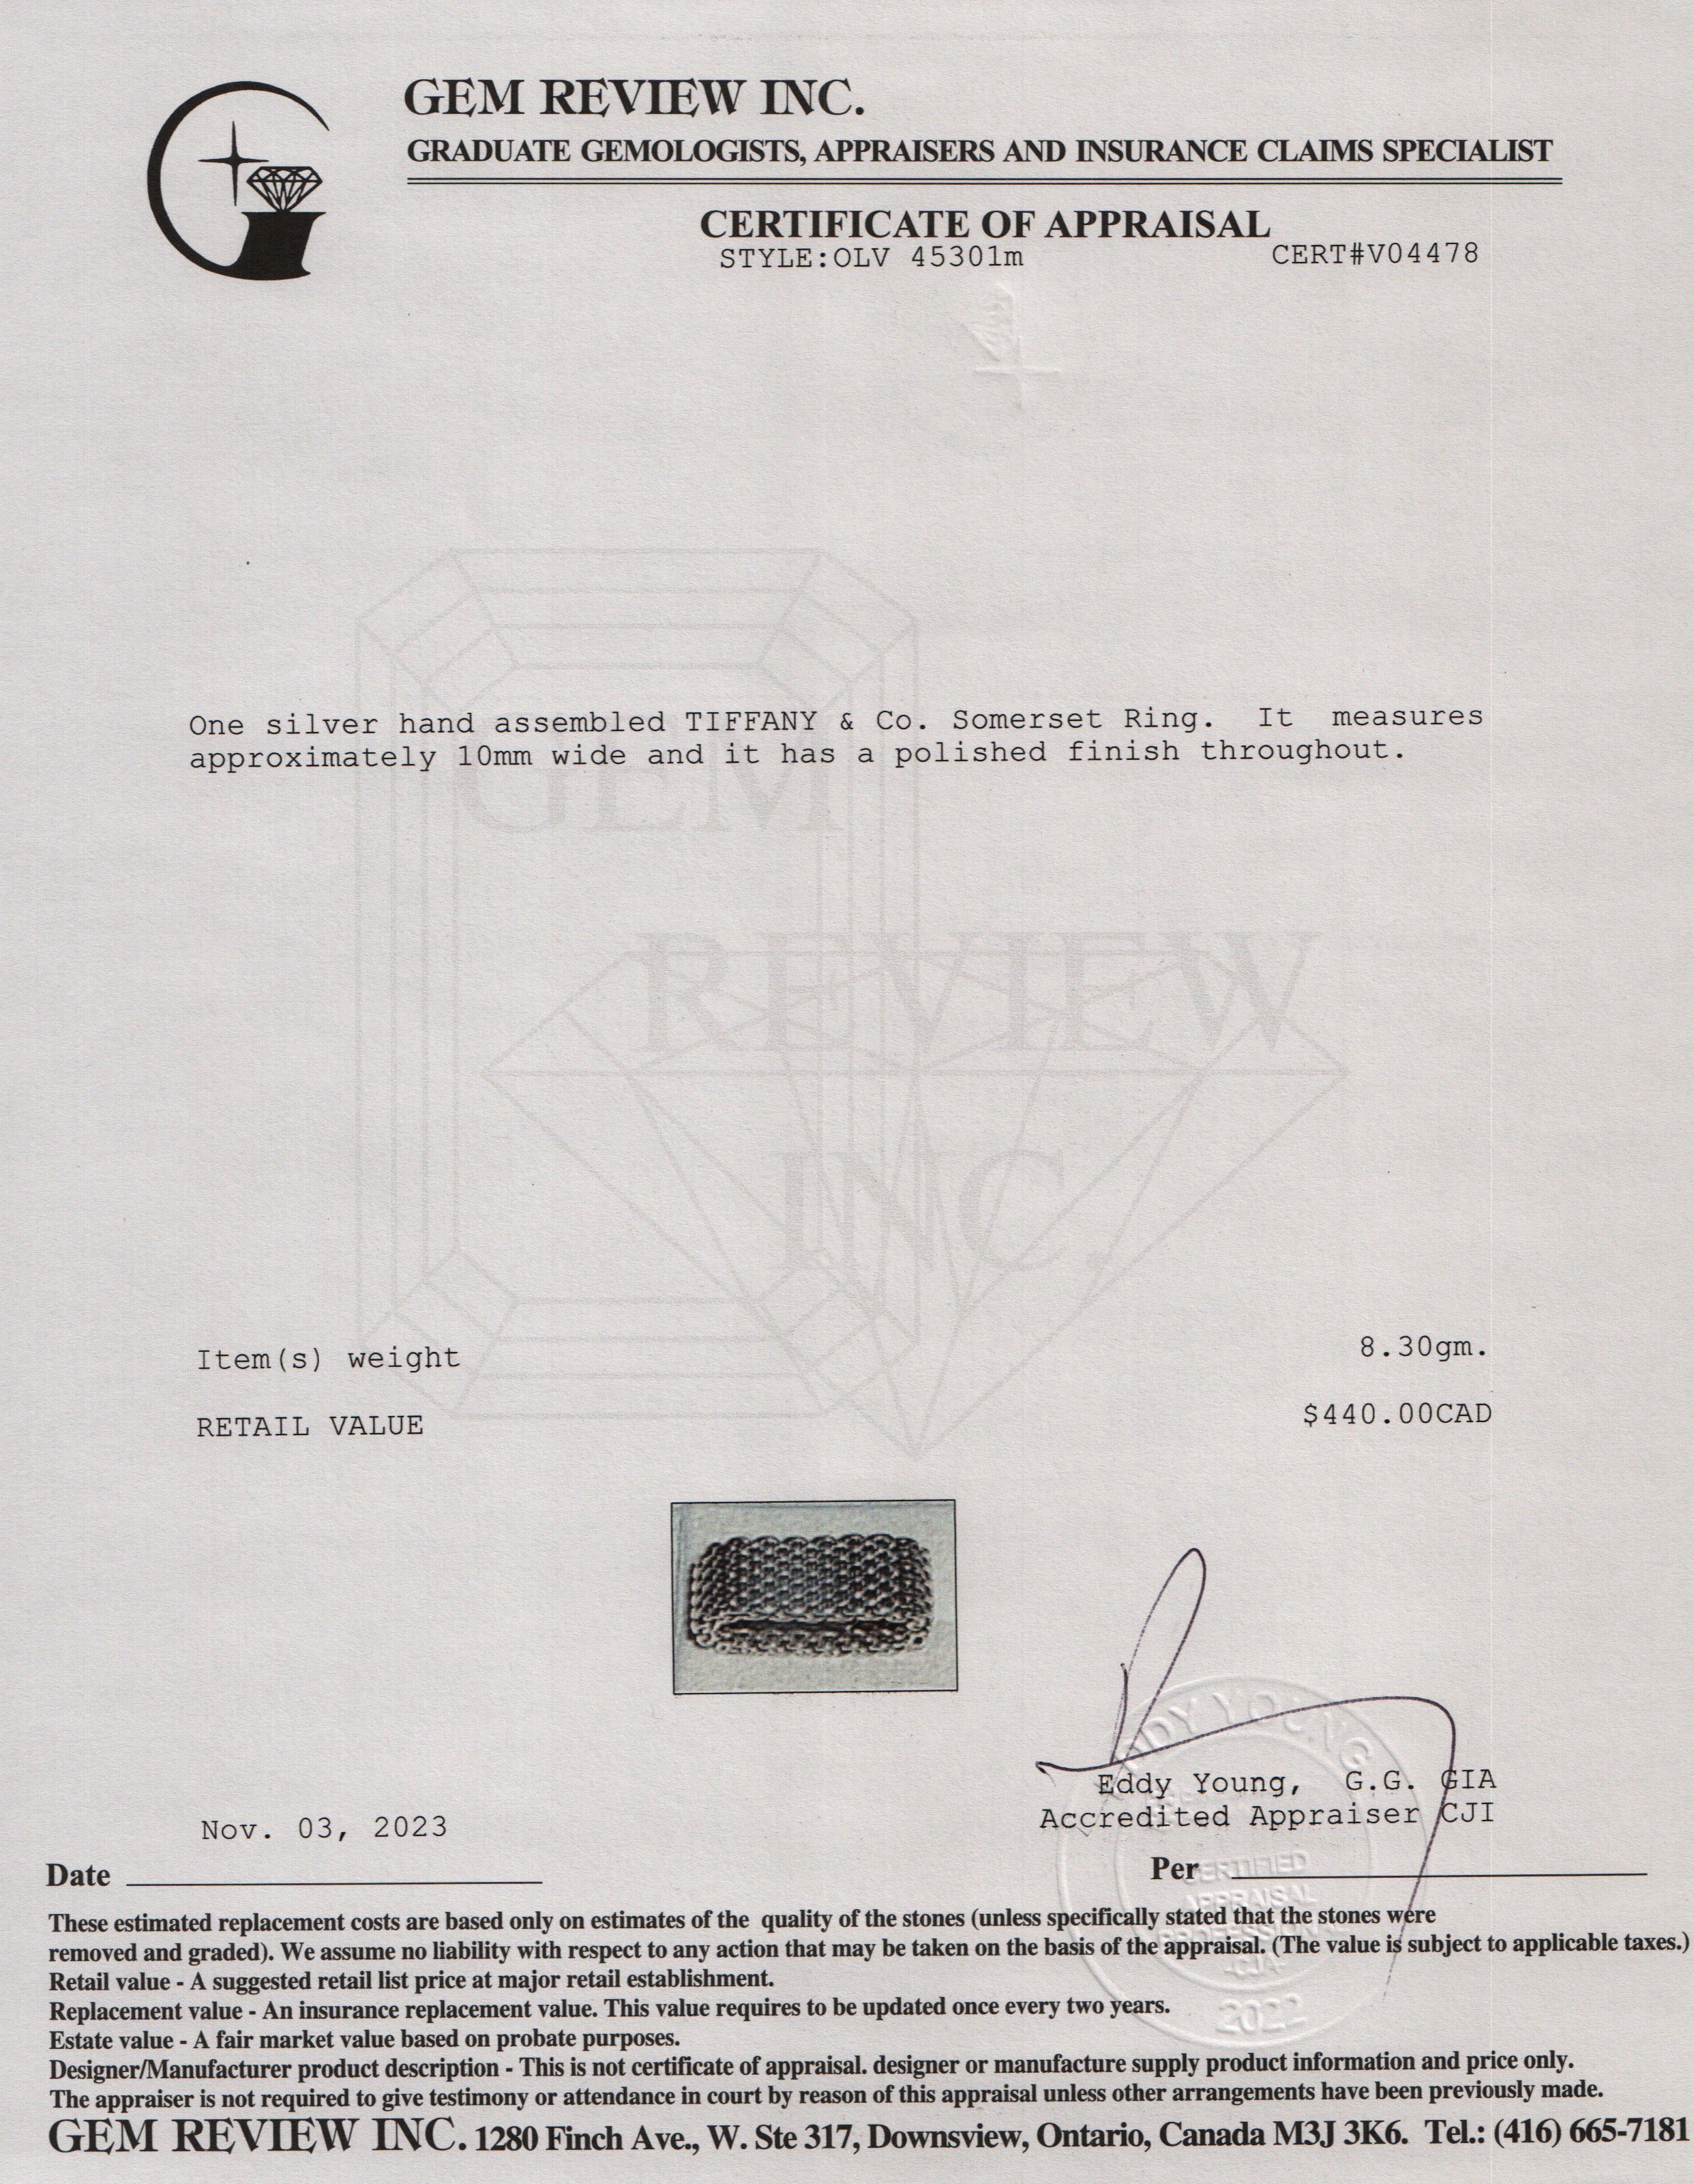 GEM REVIEW INC.
GRADUATE GEMOLOGISTS, APPRAISERS AND INSURANCE CLAIMS SPECIALIST
CERTIFICATE OF APPRAISAL
STYLE:OLV 45301m CERT#V04478
One silver hand assembled TIFFANY & Co. Somerset Ring. It measures
approximately 10mm wide and it has a polished finish throughout.
GEM
REVIEW
INC.
Item(s) weight 8.30gm.
RETAIL VALUE $440.00CAD
EDDY YOUNG
Eddy Young, G.G. GIA
Accredited Appraiser CJI
Nov. 03, 2023
Date
Per
CERTIFIED
APPRAISAL
PROFESSIONAL
-CJA-
2022
These estimated replacement costs are based only on estimates of the quality of the stones (unless specifically stated that the stones were
removed and graded). We assume no liability with respect to any action that may be taken on the basis of the appraisal. (The value is subject to applicable taxes.)
Retail value - A suggested retail list price at major retail establishment.
Replacement value - An insurance replacement value. This value requires to be updated once every two years.
Estate value - A fair market value based on probate purposes.
Designer/Manufacturer product description - This is not certificate of appraisal. designer or manufacture supply product information and price only.
The appraiser is not required to give testimony or attendance in court by reason of this appraisal unless other arrangements have been previously made.
GEM REVIEW INC. 1280 Finch Ave., W. Ste 317, Downsview, Ontario, Canada M3J 3K6. Tel.: (416) 665-7181